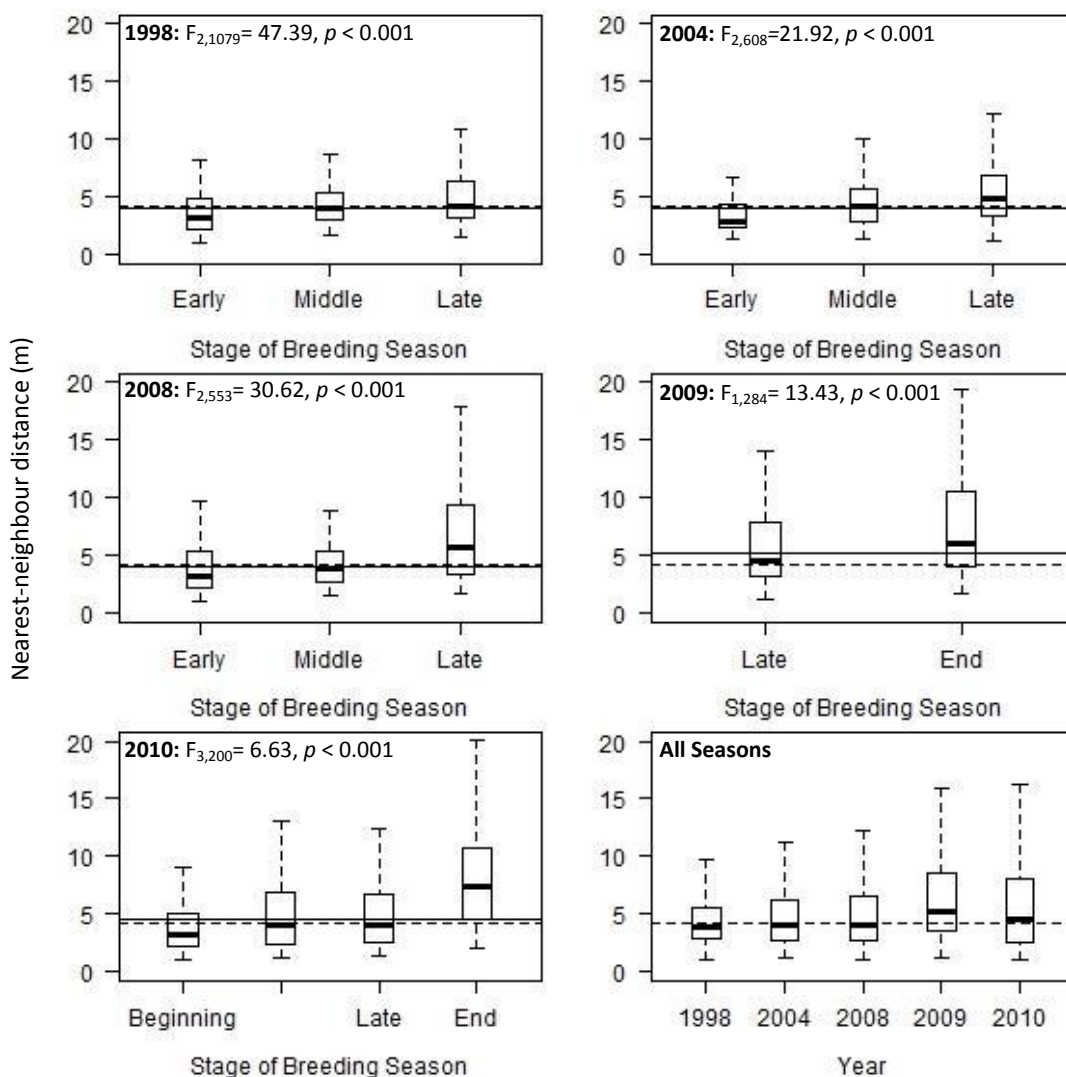 Nearest-neighbour distance (m)
1998: F2,1079= 47.39, p < 0.001
20
15
10
5
0
Early Middle Late
Stage of Breeding Season
2004: F2,608=21.92, p < 0.001
20
15
10
5
0
Early Middle Late
Stage of Breeding Season
2008: F2,553= 30.62, p < 0.001
20
15
10
5
0
Early Middle Late
Stage of Breeding Season
2009: F1,284= 13.43, p < 0.001
20
15
10
5
0
Late End
Stage of Breeding Season
2010: F3,200= 6.63, p < 0.001
20
15
10
5
0
Beginning Late End
Stage of Breeding Season
All Seasons
20
15
10
5
0
1998 2004 2008 2009 2010
Year